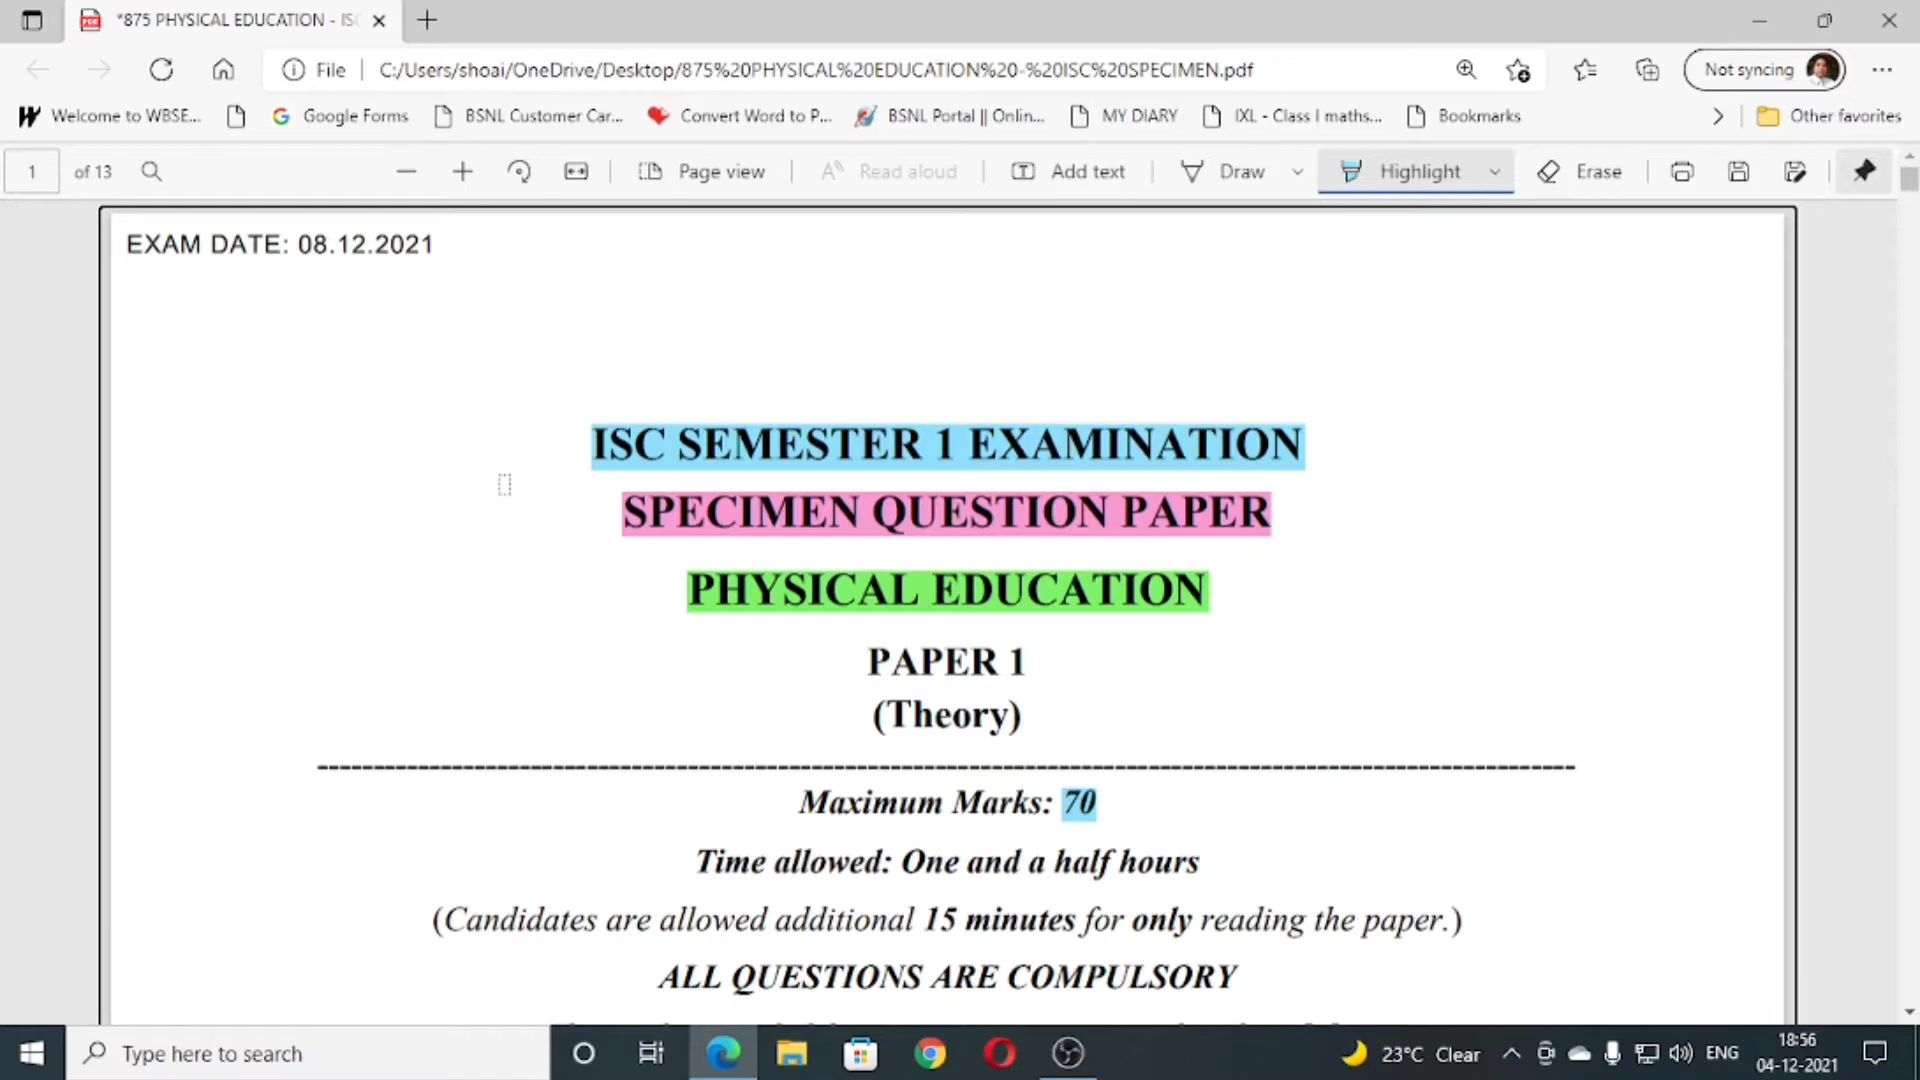 *875 PHYSICAL EDUCATION - IS
File
C:/Users/shoai/OneDrive/Desktop/875%20PHYSICAL%20EDUCATION%20-%20ISC%20SPECIMEN.pdf
Not syncing
Welcome to WBSE...
Google Forms
BSNL Customer Car...
Convert Word to P...
BSNL Portal || Onlin...
MY DIARY
IXL - Class I maths...
Bookmarks
Other favorites
1 of 13
Page view
Read aloud
Add text
Draw
Highlight
Erase
EXAM DATE: 08.12.2021
ISC SEMESTER 1 EXAMINATION
SPECIMEN QUESTION PAPER
PHYSICAL EDUCATION
PAPER 1
(Theory)
Maximum Marks: 70
Time allowed: One and a half hours
(Candidates are allowed additional 15 minutes for only reading the paper.)
ALL QUESTIONS ARE COMPULSORY
Type here to search
23°C Clear
ENG
18:56
04-12-2021